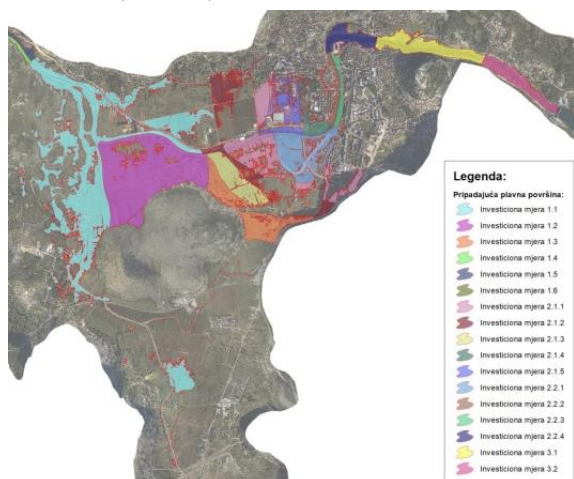 Legenda:
Pripadajuća plavna površina:
Investiciona mjera 1.1
Investiciona mjera 1.2
Investiciona mjera 1.3
Investiciona mjera 1.4
Investiciona mjera 1.5
Investiciona mjera 1.6
Investiciona mjera 2.1.1
Investiciona mjera 2.1.2
Investiciona mjera 2.1.3
Investiciona mjera 2.1.4
Investiciona mjera 2.1.5
Investiciona mjera 2.2.1
Investiciona mjera 2.2.2
Investiciona mjera 2.2.3
Investiciona mjera 2.2.4
Investiciona mjera 3.1
Investiciona mjera 3.2